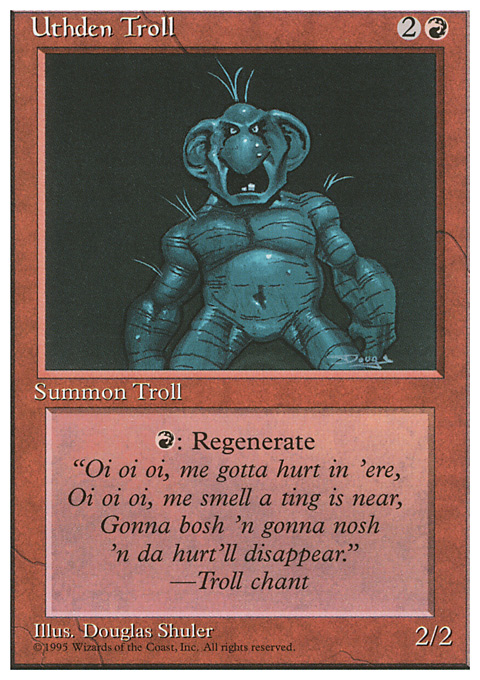 Uthden Troll 2
Dougs
Summon Troll
: Regenerate
“Oi oi oi, me gotta hurt in ’ere,
Oi oi oi, me smell a ting is near,
Gonna bosh ’n gonna nosh
’n da hurt’ll disappear.”
—Troll chant
Illus. Douglas Shuler
©1995 Wizards of the Coast, Inc. All rights reserved.
2/2